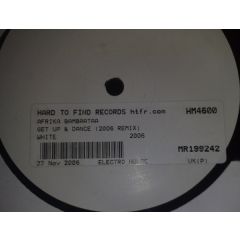 HARD TO FIND RECORDS htfr.com WM4600
AFRIKA BAMBAATAA
GET UP & DANCE (2006 REMIX)
WHITE 2006
MR199242
27 Nov 2006 ELECTRO HOUSE UK(P)